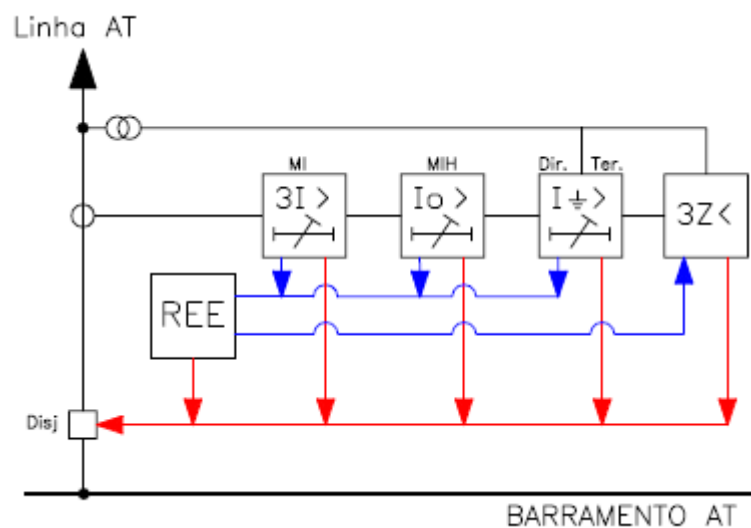 Linha AT
MI
MIH
Dir. Ter.
3I >
Io >
I⏚>
3Z<
REE
Disj
BARRAMENTO AT